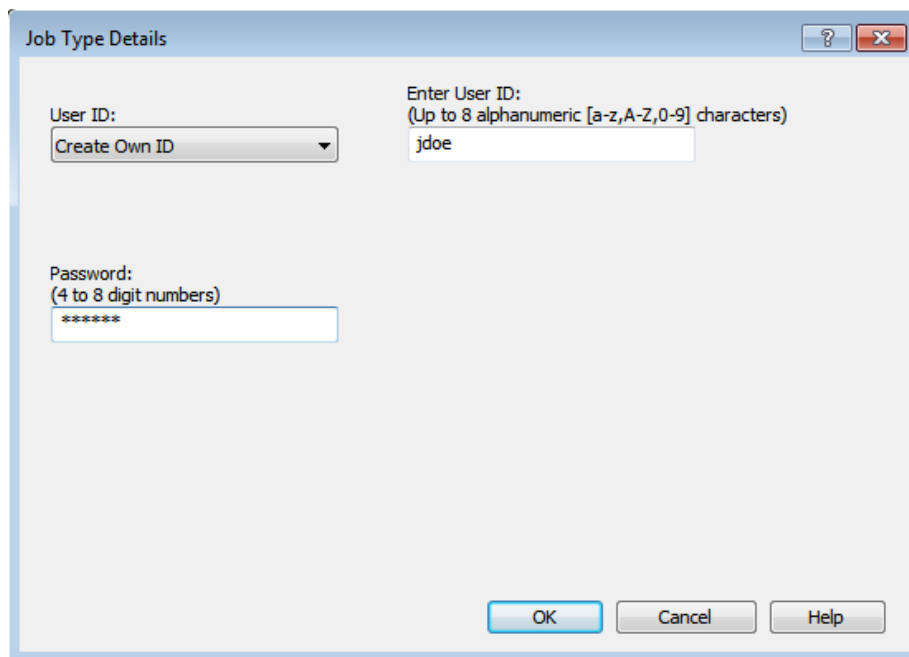 Job Type Details
User ID:
Create Own ID
Enter User ID:
(Up to 8 alphanumeric [a-z,A-Z,0-9] characters)
jdoe
Password:
(4 to 8 digit numbers)
******
OK
Cancel
Help